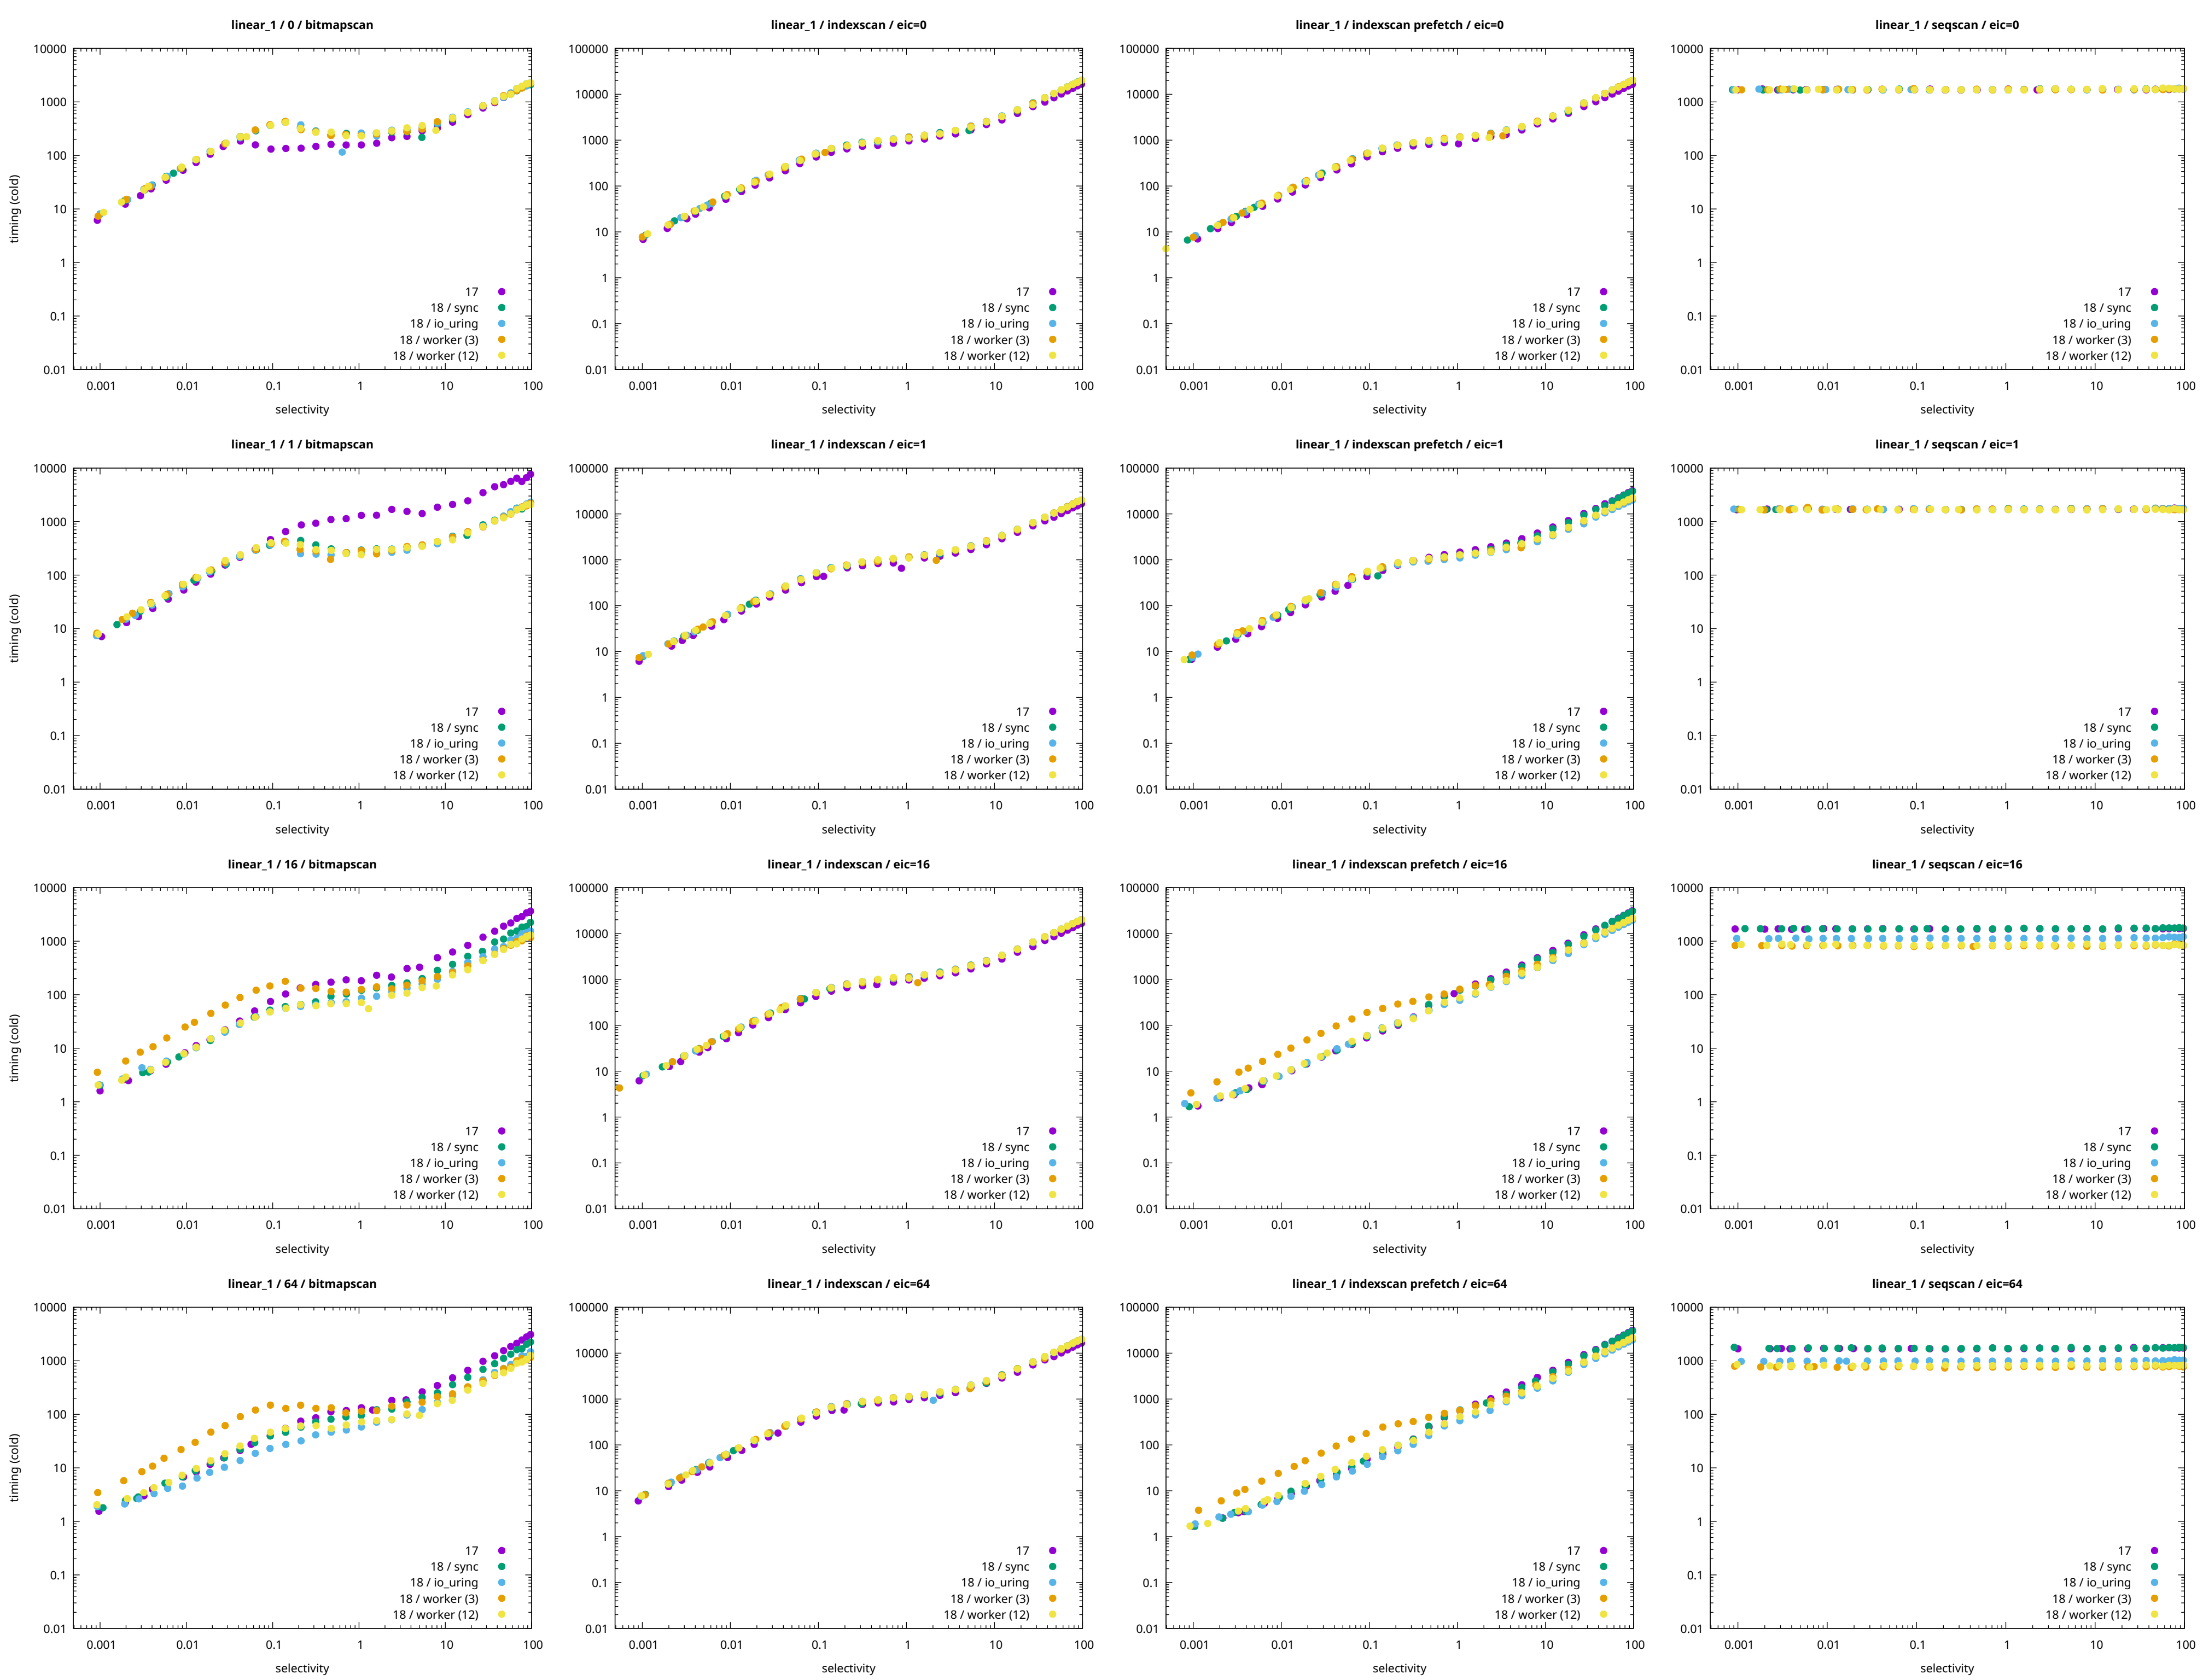 linear_1 / 0 / bitmapscan
timing (cold)
10000
1000
100
10
1
0.1
0.01
17
18 / sync
18 / io_uring
18 / worker (3)
18 / worker (12)
0.001 0.01 0.1 1 10 100
selectivity
linear_1 / indexscan / eic=0
100000
10000
1000
100
10
1
0.1
0.01
17
18 / sync
18 / io_uring
18 / worker (3)
18 / worker (12)
0.001 0.01 0.1 1 10 100
selectivity
linear_1 / indexscan prefetch / eic=0
100000
10000
1000
100
10
1
0.1
0.01
17
18 / sync
18 / io_uring
18 / worker (3)
18 / worker (12)
0.001 0.01 0.1 1 10 100
selectivity
linear_1 / seqscan / eic=0
10000
1000
100
10
1
0.1
0.01
17
18 / sync
18 / io_uring
18 / worker (3)
18 / worker (12)
0.001 0.01 0.1 1 10 100
selectivity
linear_1 / 1 / bitmapscan
timing (cold)
10000
1000
100
10
1
0.1
0.01
17
18 / sync
18 / io_uring
18 / worker (3)
18 / worker (12)
0.001 0.01 0.1 1 10 100
selectivity
linear_1 / indexscan / eic=1
100000
10000
1000
100
10
1
0.1
0.01
17
18 / sync
18 / io_uring
18 / worker (3)
18 / worker (12)
0.001 0.01 0.1 1 10 100
selectivity
linear_1 / indexscan prefetch / eic=1
100000
10000
1000
100
10
1
0.1
0.01
17
18 / sync
18 / io_uring
18 / worker (3)
18 / worker (12)
0.001 0.01 0.1 1 10 100
selectivity
linear_1 / seqscan / eic=1
10000
1000
100
10
1
0.1
0.01
17
18 / sync
18 / io_uring
18 / worker (3)
18 / worker (12)
0.001 0.01 0.1 1 10 100
selectivity
linear_1 / 16 / bitmapscan
timing (cold)
10000
1000
100
10
1
0.1
0.01
17
18 / sync
18 / io_uring
18 / worker (3)
18 / worker (12)
0.001 0.01 0.1 1 10 100
selectivity
linear_1 / indexscan / eic=16
100000
10000
1000
100
10
1
0.1
0.01
17
18 / sync
18 / io_uring
18 / worker (3)
18 / worker (12)
0.001 0.01 0.1 1 10 100
selectivity
linear_1 / indexscan prefetch / eic=16
100000
10000
1000
100
10
1
0.1
0.01
17
18 / sync
18 / io_uring
18 / worker (3)
18 / worker (12)
0.001 0.01 0.1 1 10 100
selectivity
linear_1 / seqscan / eic=16
10000
1000
100
10
1
0.1
0.01
17
18 / sync
18 / io_uring
18 / worker (3)
18 / worker (12)
0.001 0.01 0.1 1 10 100
selectivity
linear_1 / 64 / bitmapscan
timing (cold)
10000
1000
100
10
1
0.1
0.01
17
18 / sync
18 / io_uring
18 / worker (3)
18 / worker (12)
0.001 0.01 0.1 1 10 100
selectivity
linear_1 / indexscan / eic=64
100000
10000
1000
100
10
1
0.1
0.01
17
18 / sync
18 / io_uring
18 / worker (3)
18 / worker (12)
0.001 0.01 0.1 1 10 100
selectivity
linear_1 / indexscan prefetch / eic=64
100000
10000
1000
100
10
1
0.1
0.01
17
18 / sync
18 / io_uring
18 / worker (3)
18 / worker (12)
0.001 0.01 0.1 1 10 100
selectivity
linear_1 / seqscan / eic=64
10000
1000
100
10
1
0.1
0.01
17
18 / sync
18 / io_uring
18 / worker (3)
18 / worker (12)
0.001 0.01 0.1 1 10 100
selectivity